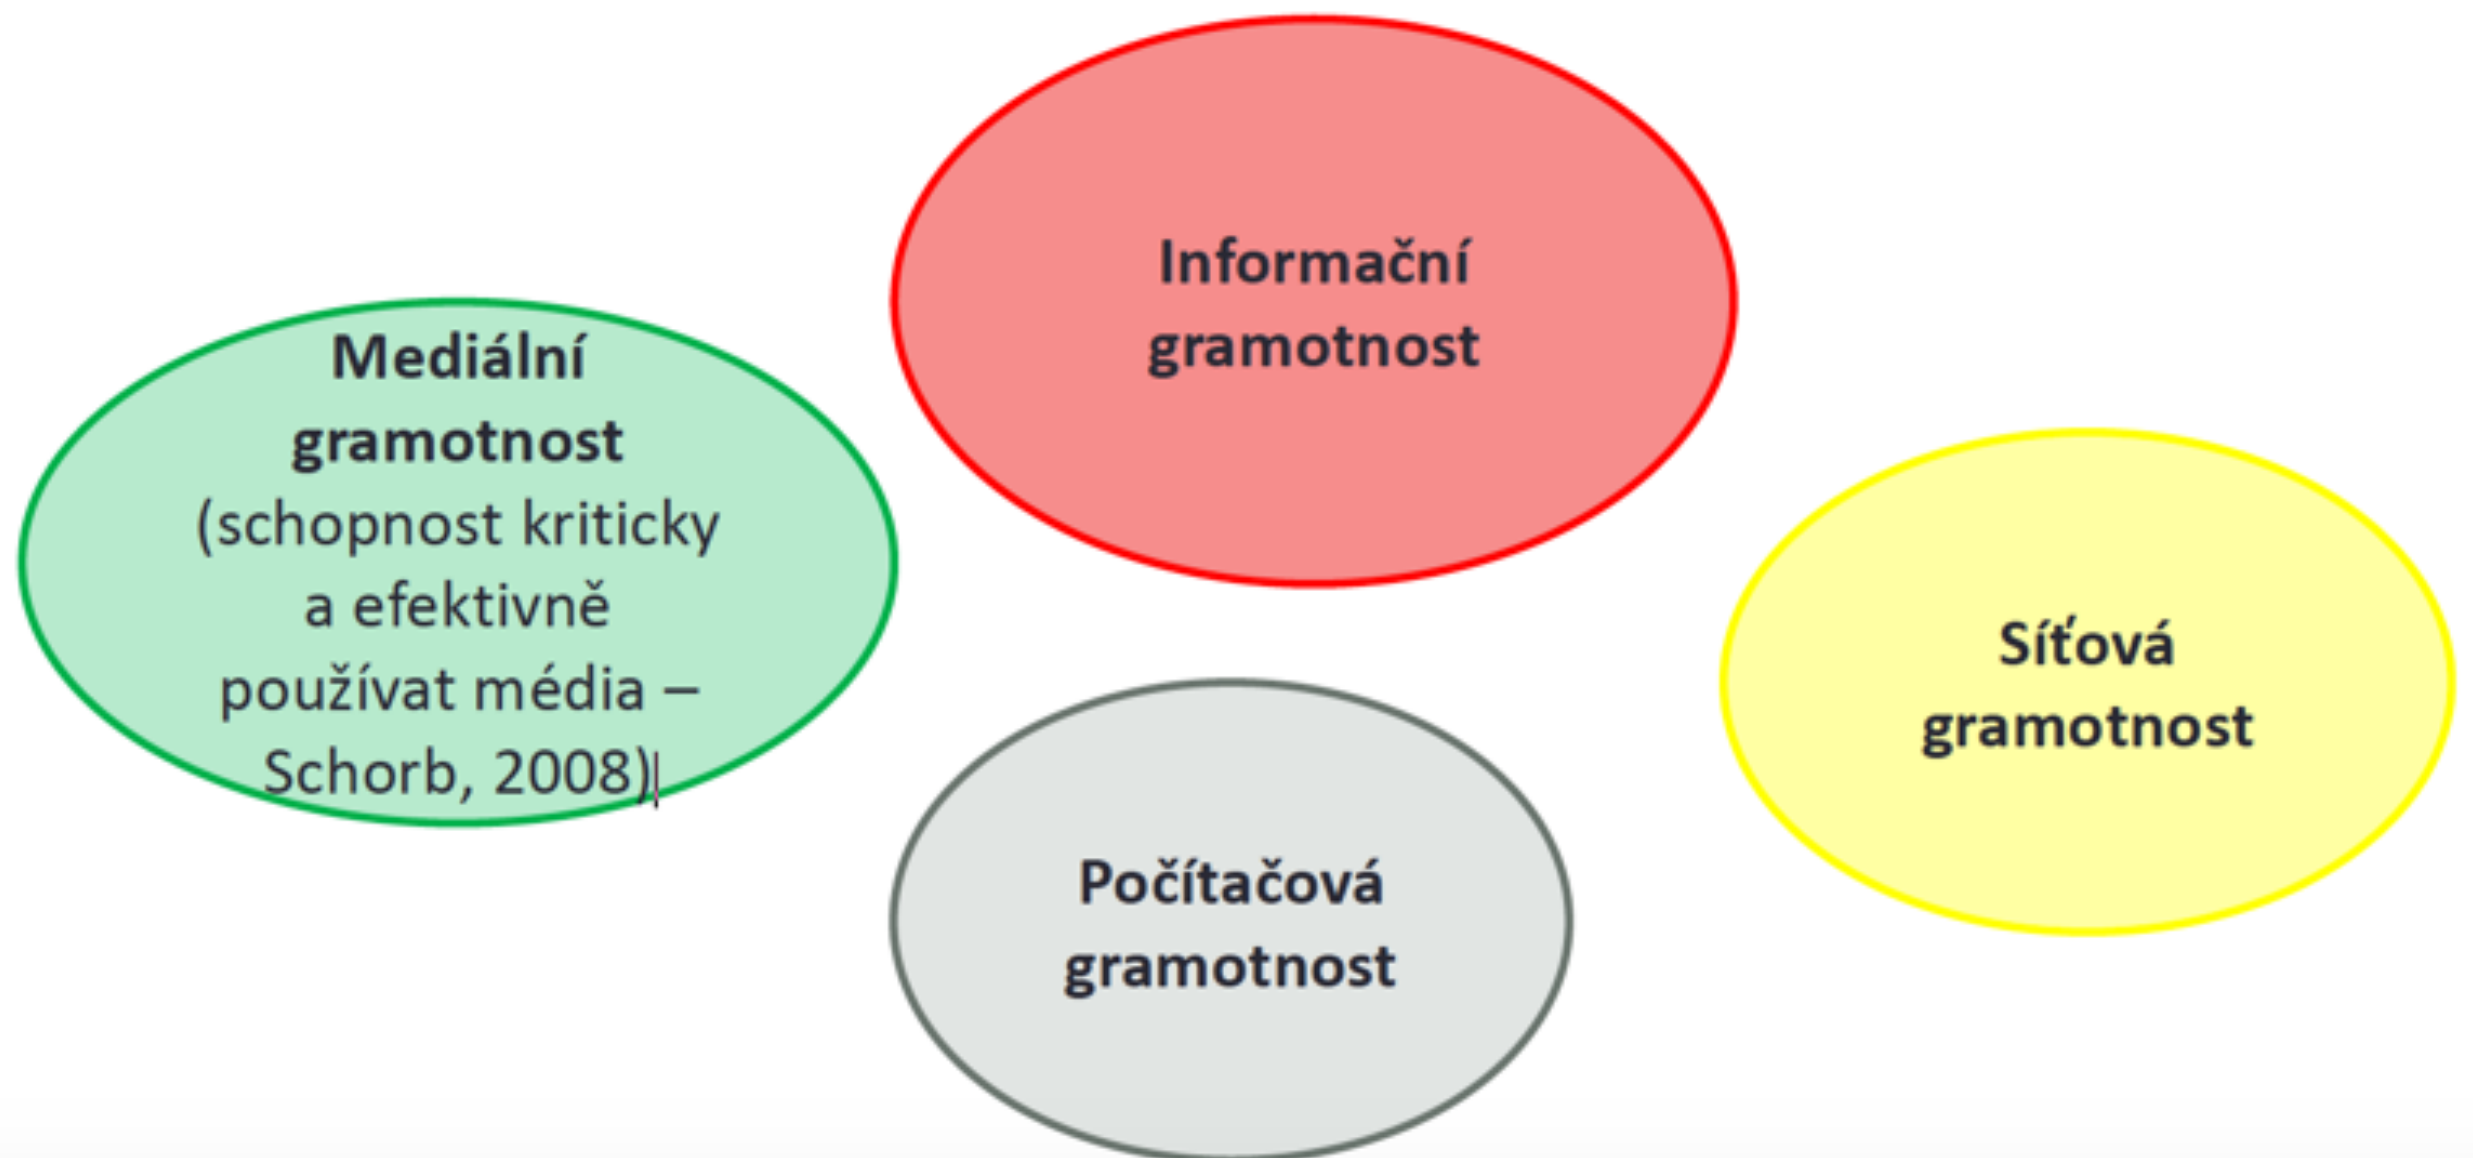 Informační
gramotnost
Mediální
gramotnost
(schopnost kriticky
a efektivně
používat média –
Schorb, 2008)
Síťová
gramotnost
Počítačová
gramotnost